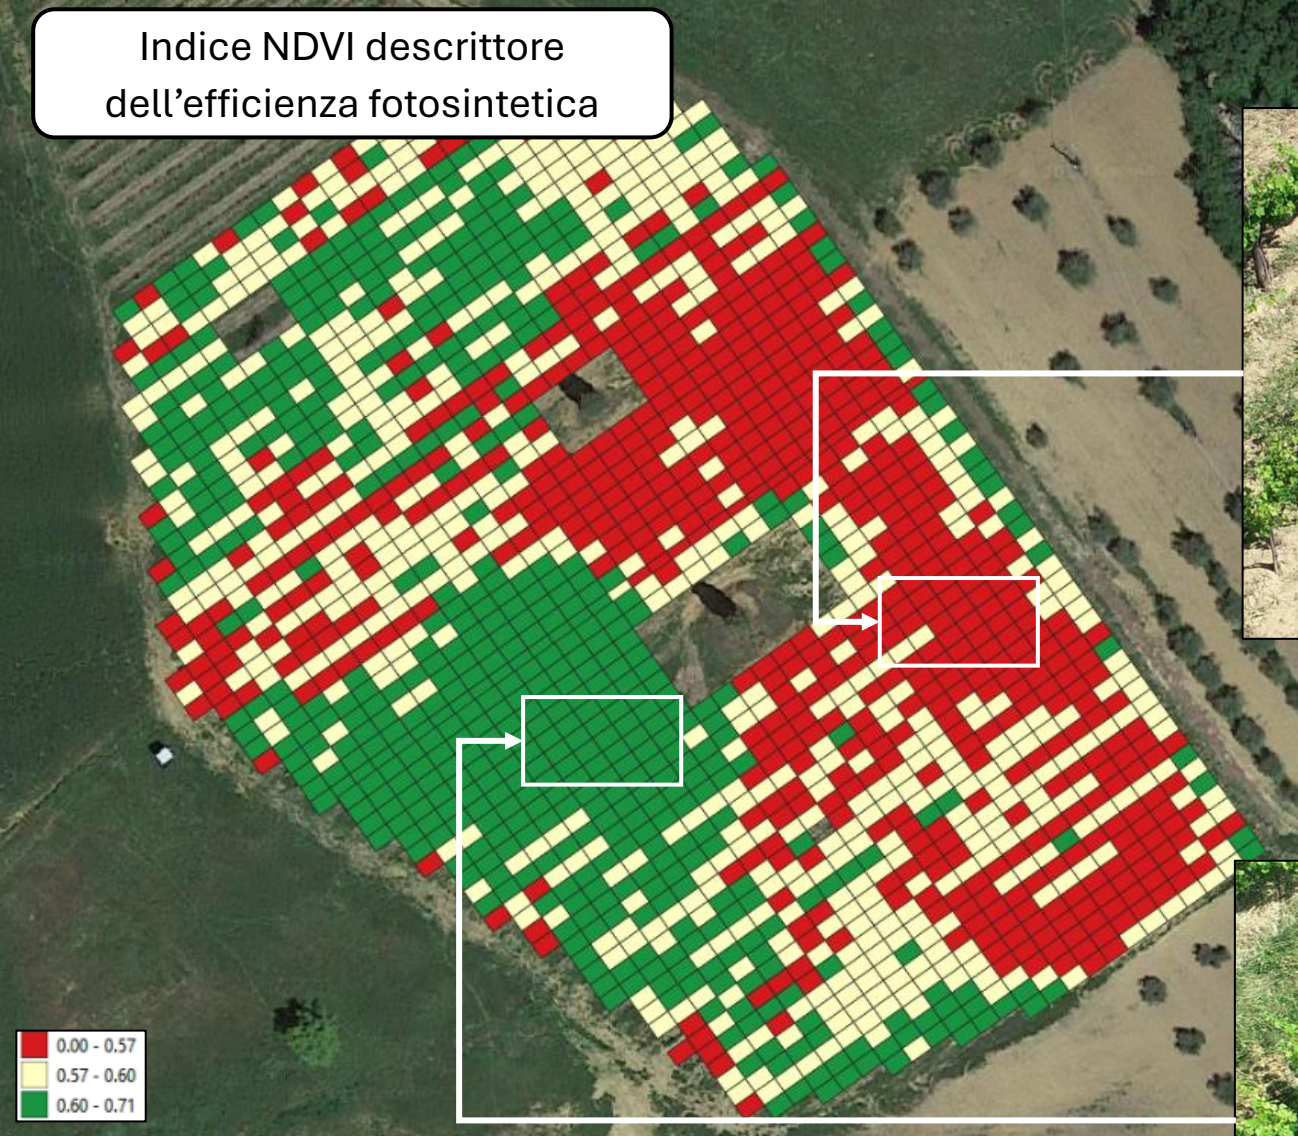 Indice NDVI descrittore
dell’efficienza fotosintetica
0.00 - 0.57
0.57 - 0.60
0.60 - 0.71